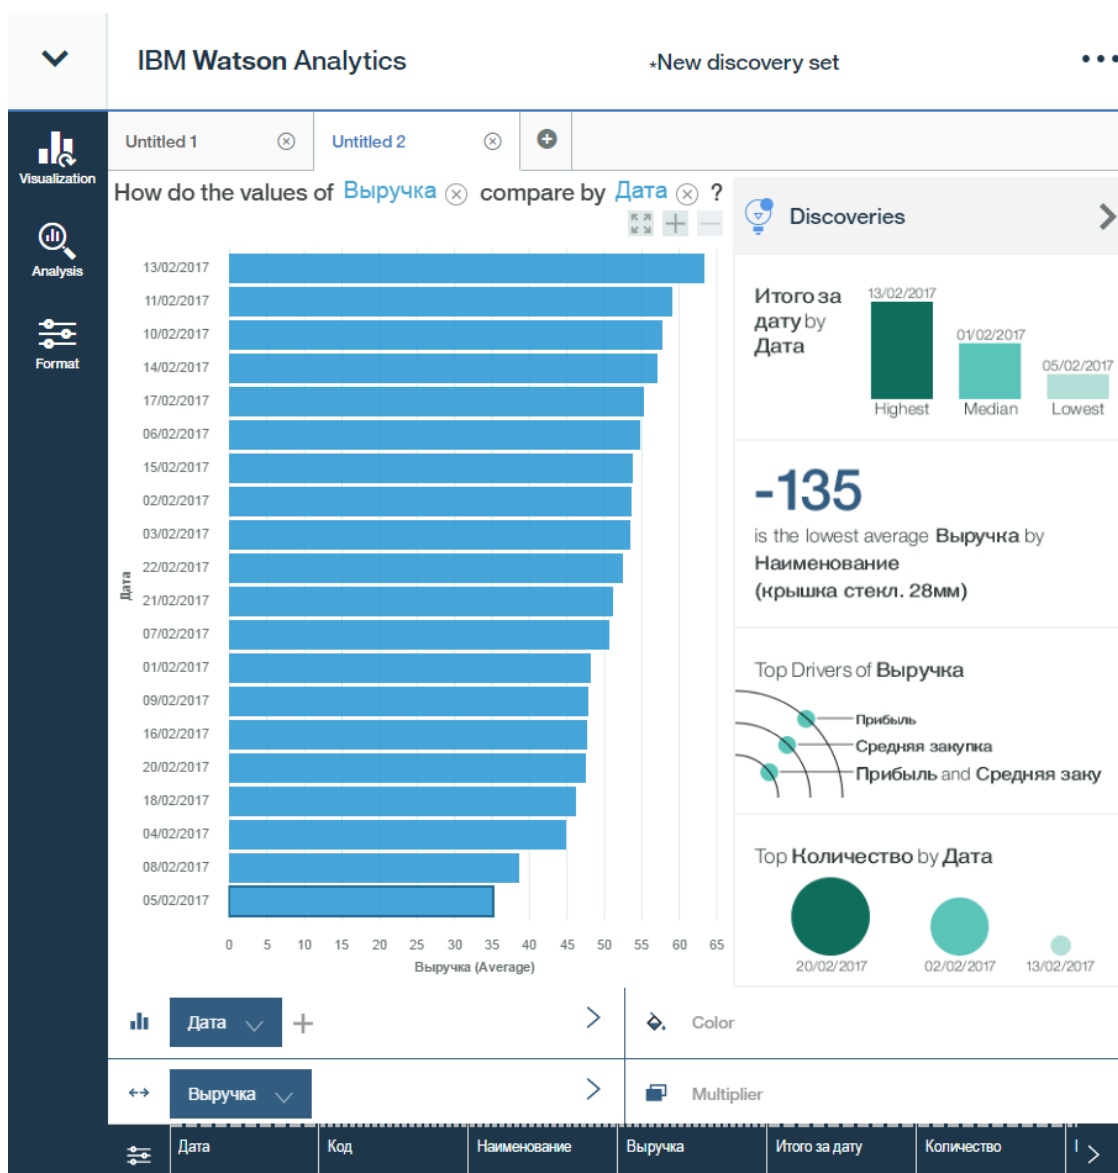 IBM Watson Analytics
*New discovery set
Visualization
Analysis
Format
Untitled 1
Untitled 2
How do the values of Выручка compare by Дата ?
Дата
13/02/2017
11/02/2017
10/02/2017
14/02/2017
17/02/2017
06/02/2017
15/02/2017
02/02/2017
03/02/2017
22/02/2017
21/02/2017
07/02/2017
01/02/2017
09/02/2017
16/02/2017
20/02/2017
18/02/2017
04/02/2017
08/02/2017
05/02/2017
0 5 10 15 20 25 30 35 40 45 50 55 60 65
Выручка (Average)
Discoveries
Итого за
дату by
Дата
13/02/2017
01/02/2017
05/02/2017
Highest Median Lowest
-135
is the lowest average Выручка by
Наименование
(крышка стекл. 28мм)
Top Drivers of Выручка
Прибыль
Средняя закупка
Прибыль and Средняя заку
Top Количество by Дата
20/02/2017 02/02/2017 13/02/2017
Дата
Color
Выручка
Multiplier
Дата Код Наименование Выручка Итого за дату Количество